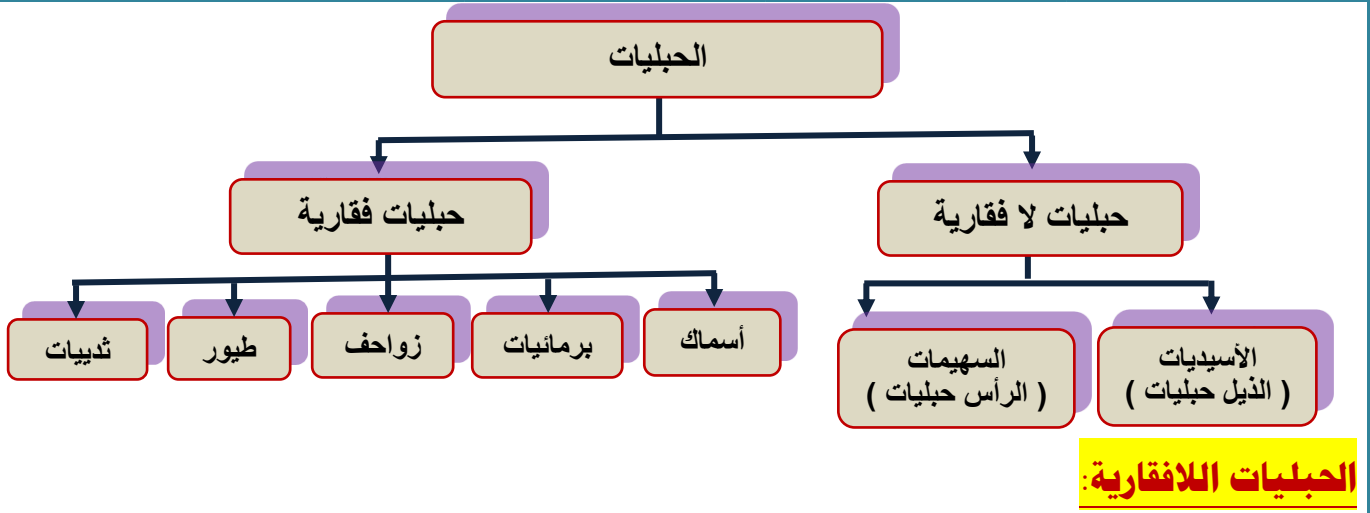 الحبليات
حبليات لا فقارية
حبليات فقارية
الأسيديات
( الذيل حبليات )
السهيمات
( الرأس حبليات )
أسماك
برمائيات
زواحف
طيور
ثدييات
الحبليات اللافقارية: